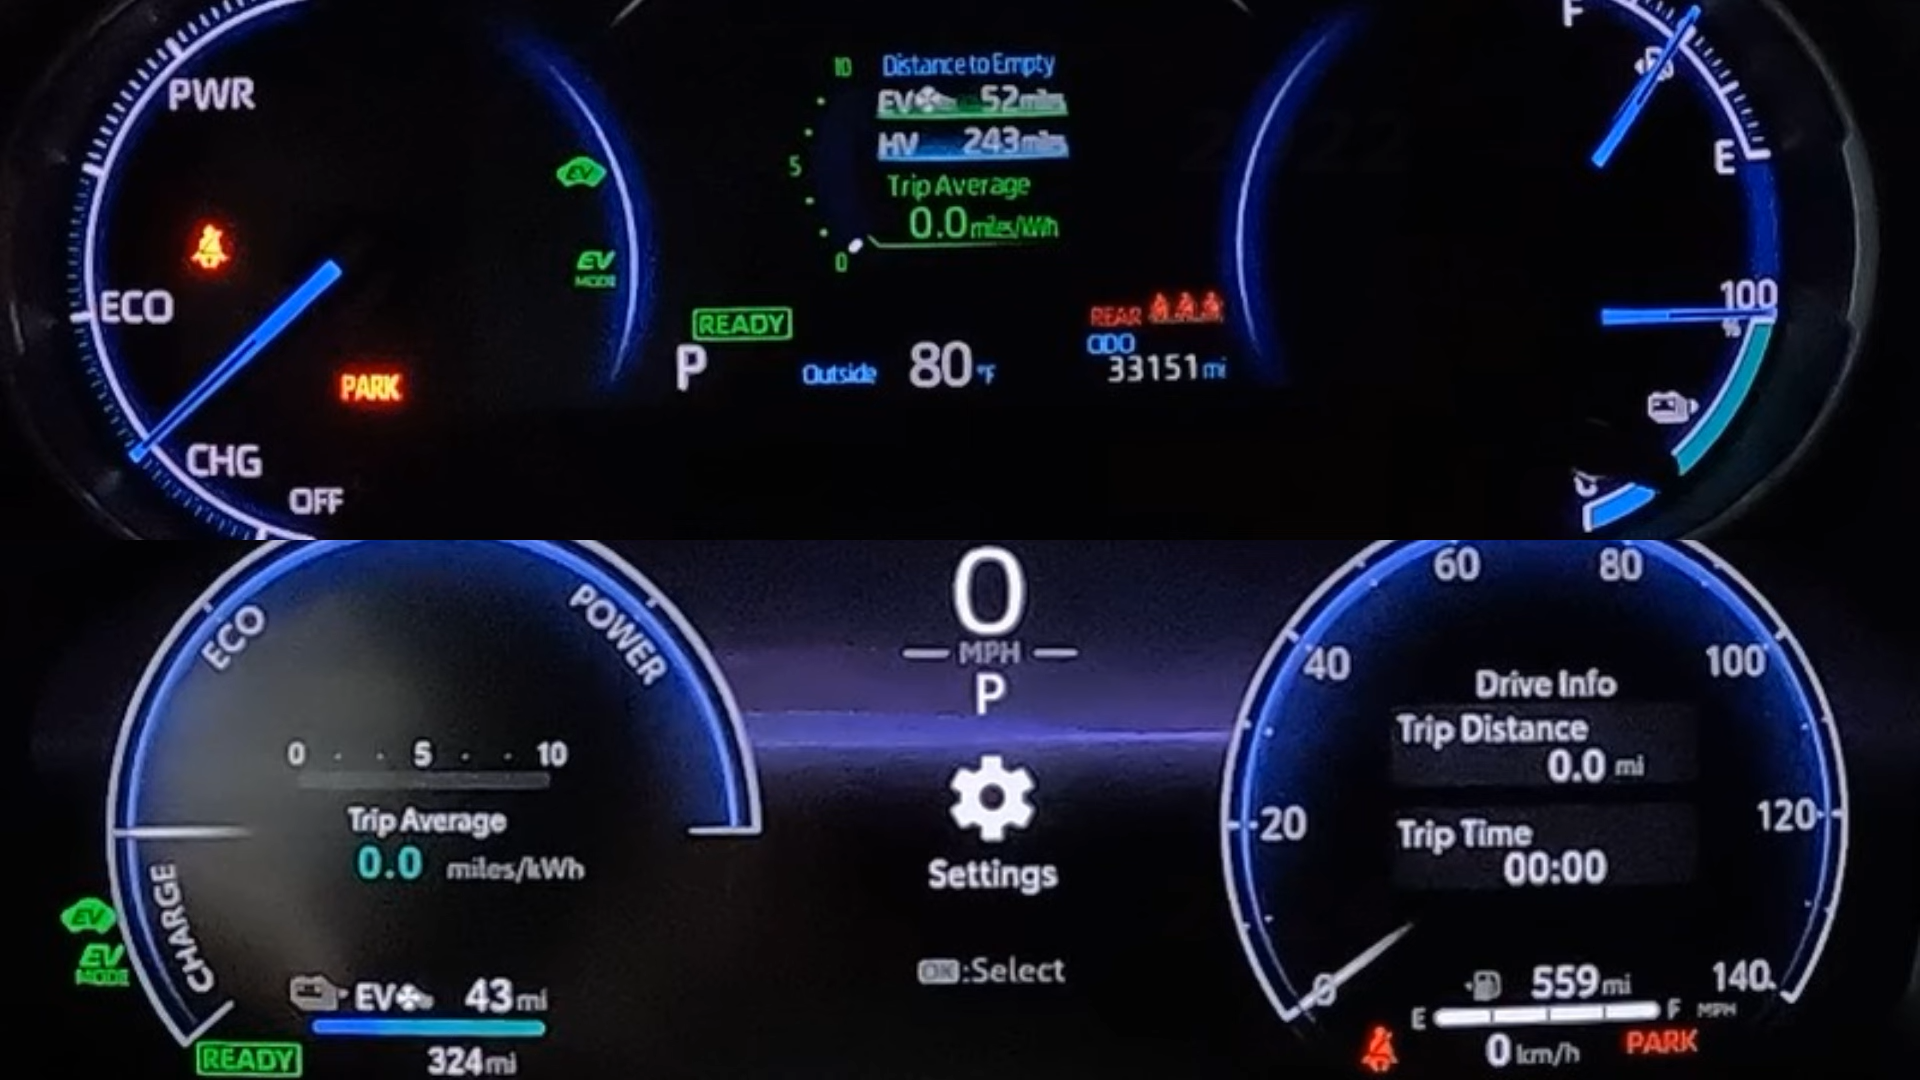 PWR
ECO
CHG
OFF
PARK
EV
EV
MODE
10
5
0
Distance to Empty
EV 52miles
HV 243miles
Trip Average
0.0 miles/kWh
READY
P
Outside 80°F
REAR
ODO
33151 mi
F
E
100
%
0
ECO
POWER
CHARGE
0 5 10
Trip Average
0.0 miles/kWh
EV
EV
MODE
EV 43 mi
READY
324 mi
0
MPH
P
Settings
OK:Select
0
20
40
60
80
100
120
140
MPH
Drive Info
Trip Distance
0.0 mi
Trip Time
00:00
559 mi
E F
0 km/h
PARK